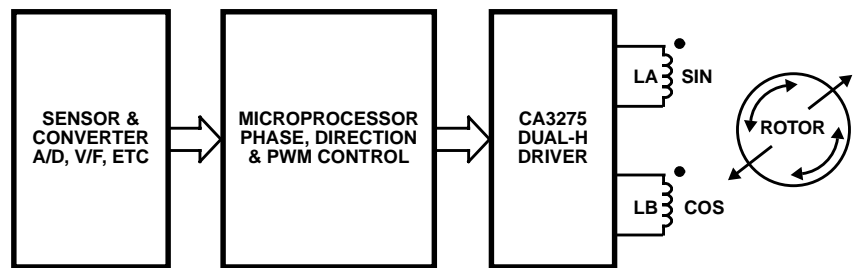 SENSOR &
CONVERTER
A/D, V/F, ETC
MICROPROCESSOR
PHASE, DIRECTION
& PWM CONTROL
CA3275
DUAL-H
DRIVER
LA SIN
LB COS
ROTOR